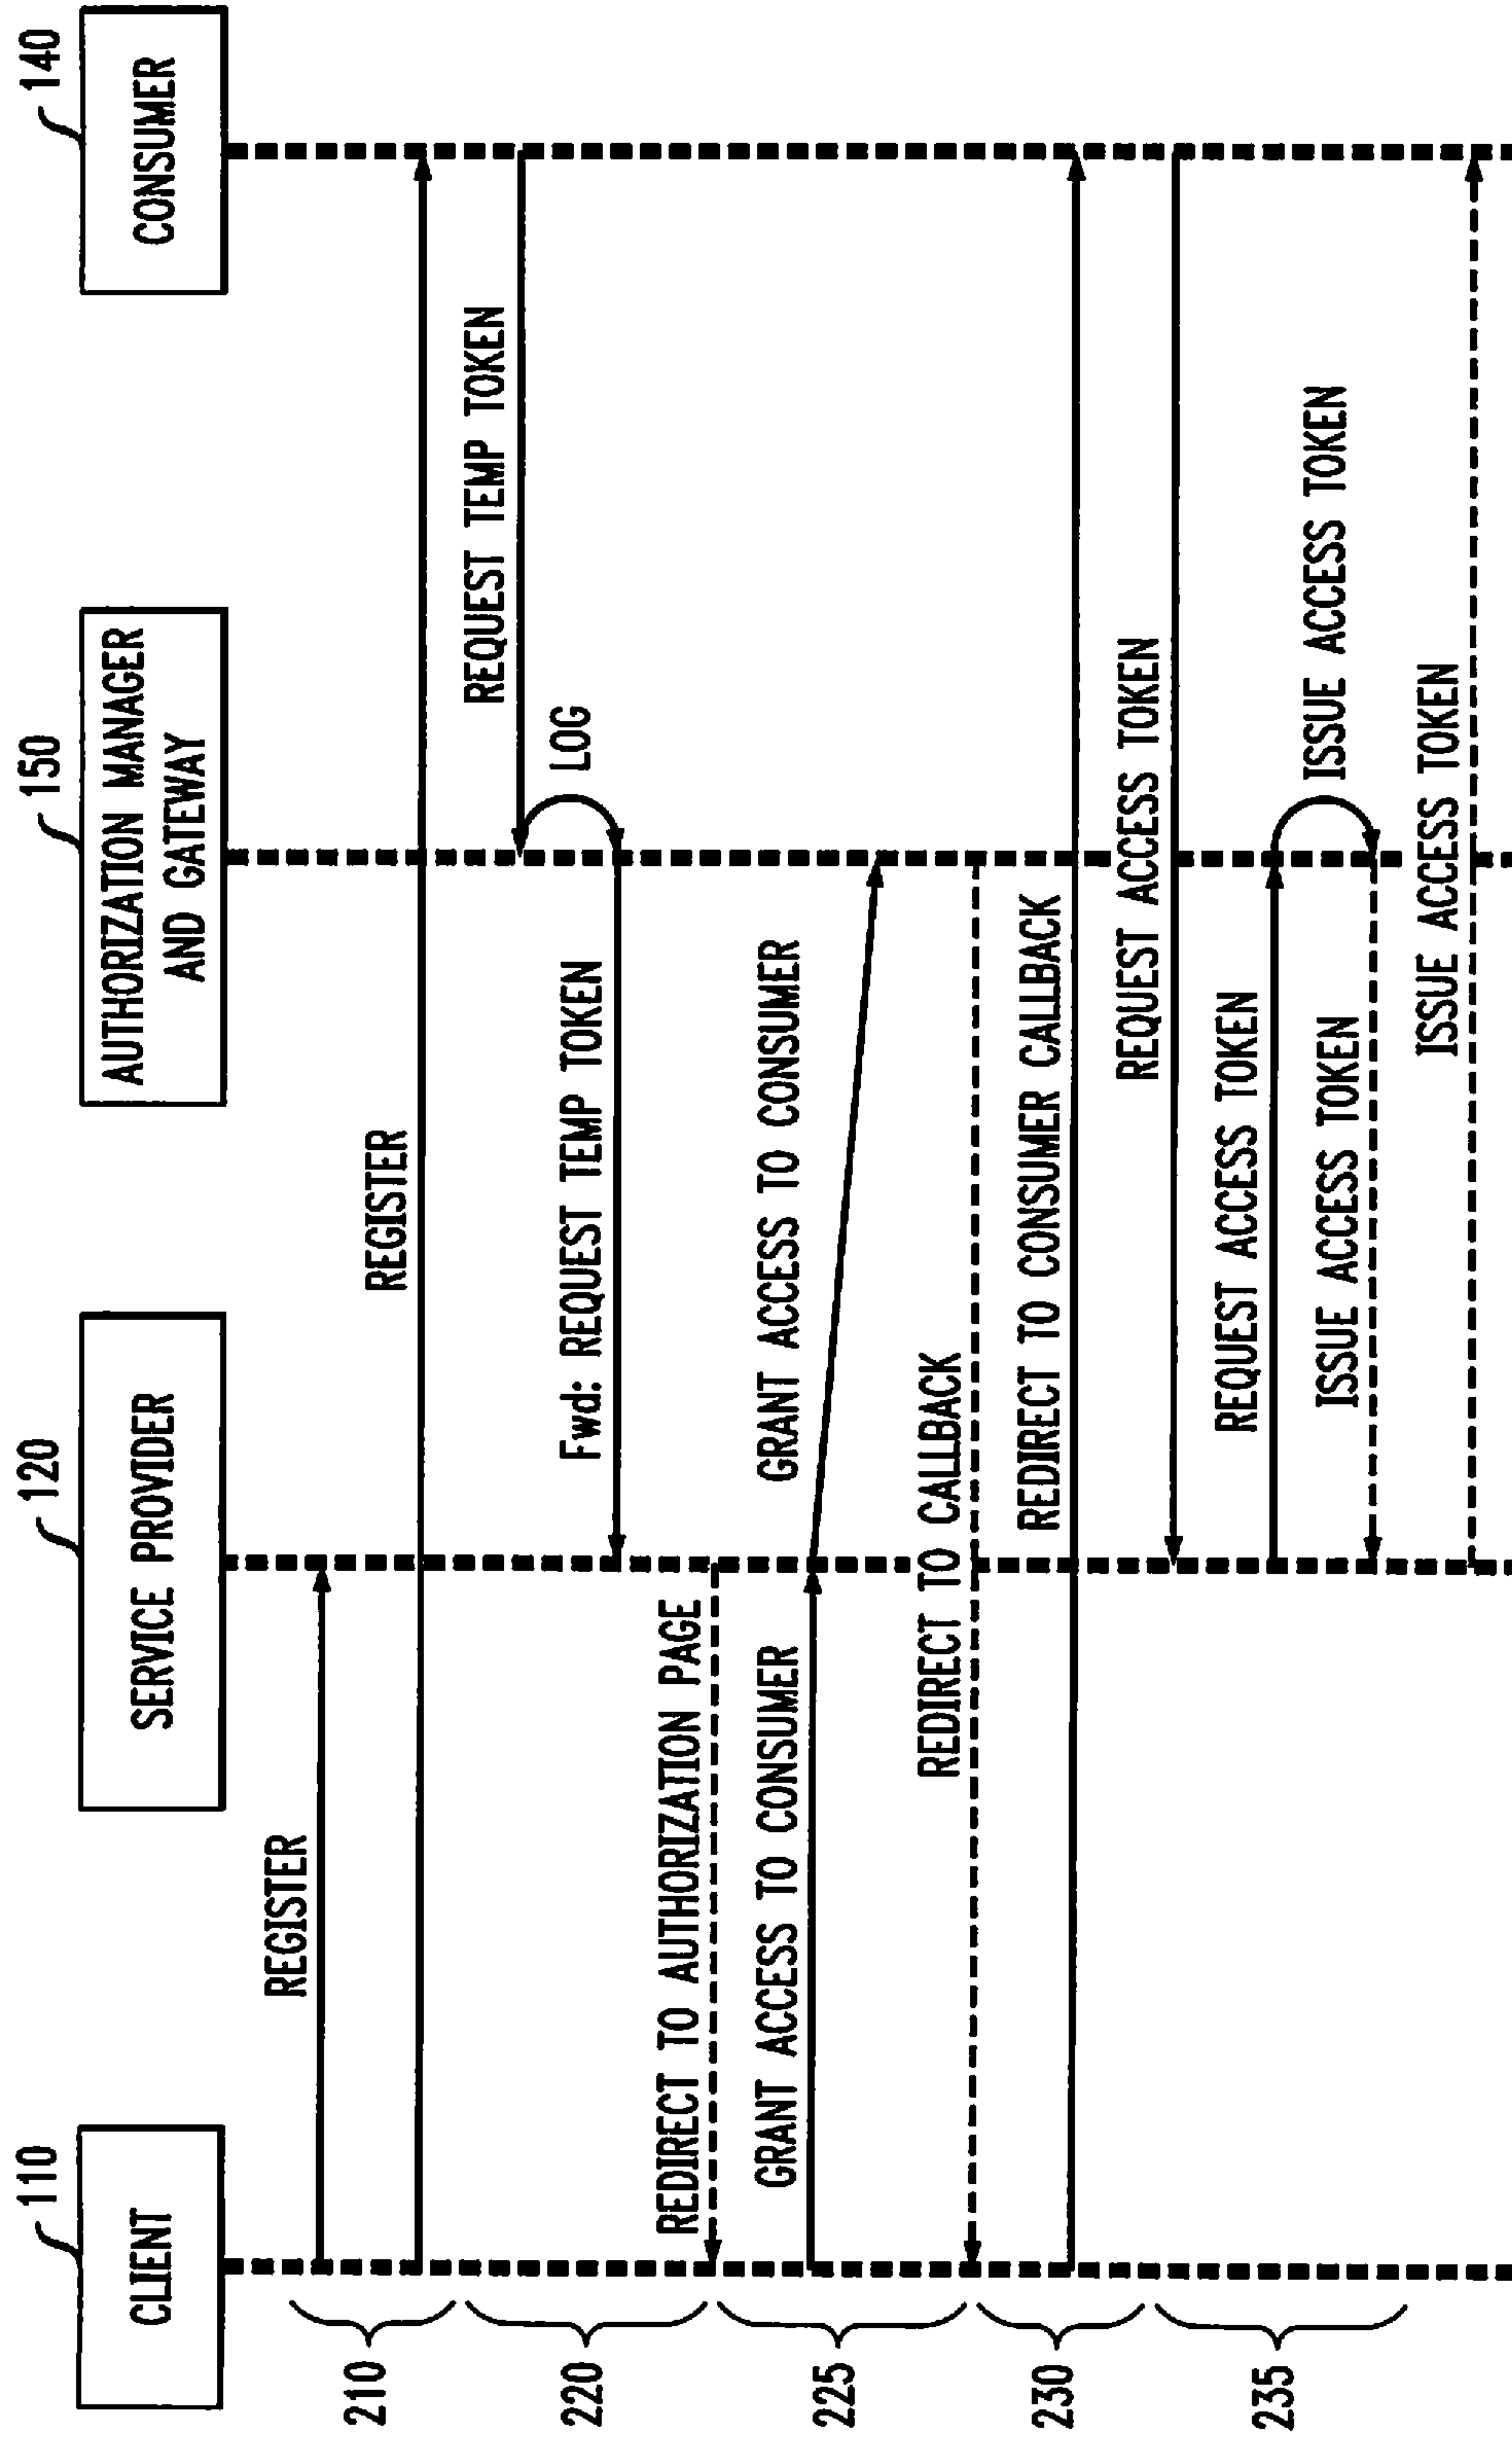 110
CLIENT
120
SERVICE PROVIDER
150
AUTHORIZATION MANAGER
AND GATEWAY
140
CONSUMER
210
REGISTER
REGISTER
220
REQUEST TEMP TOKEN
LOG
Fwd: REQUEST TEMP TOKEN
REDIRECT TO AUTHORIZATION PAGE
225
GRANT ACCESS TO CONSUMER
GRANT ACCESS TO CONSUMER
REDIRECT TO CALLBACK
230
REDIRECT TO CONSUMER CALLBACK
REQUEST ACCESS TOKEN
235
REQUEST ACCESS TOKEN
ISSUE ACCESS TOKEN
ISSUE ACCESS TOKEN
ISSUE ACCESS TOKEN